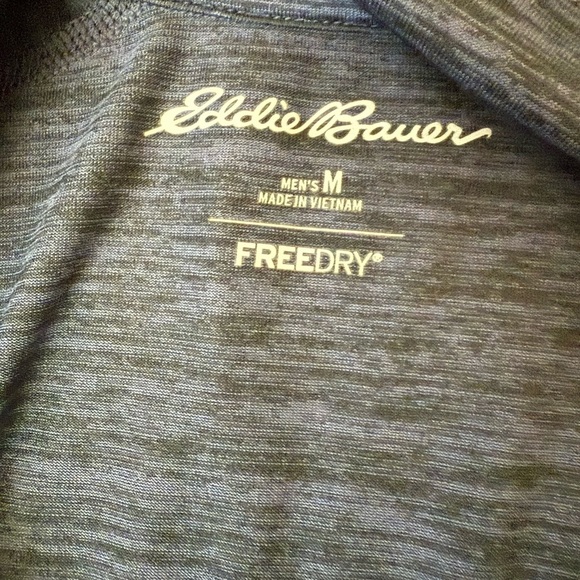 Eddie Bauer
MEN'S M
MADE IN VIETNAM
FREEDRY®